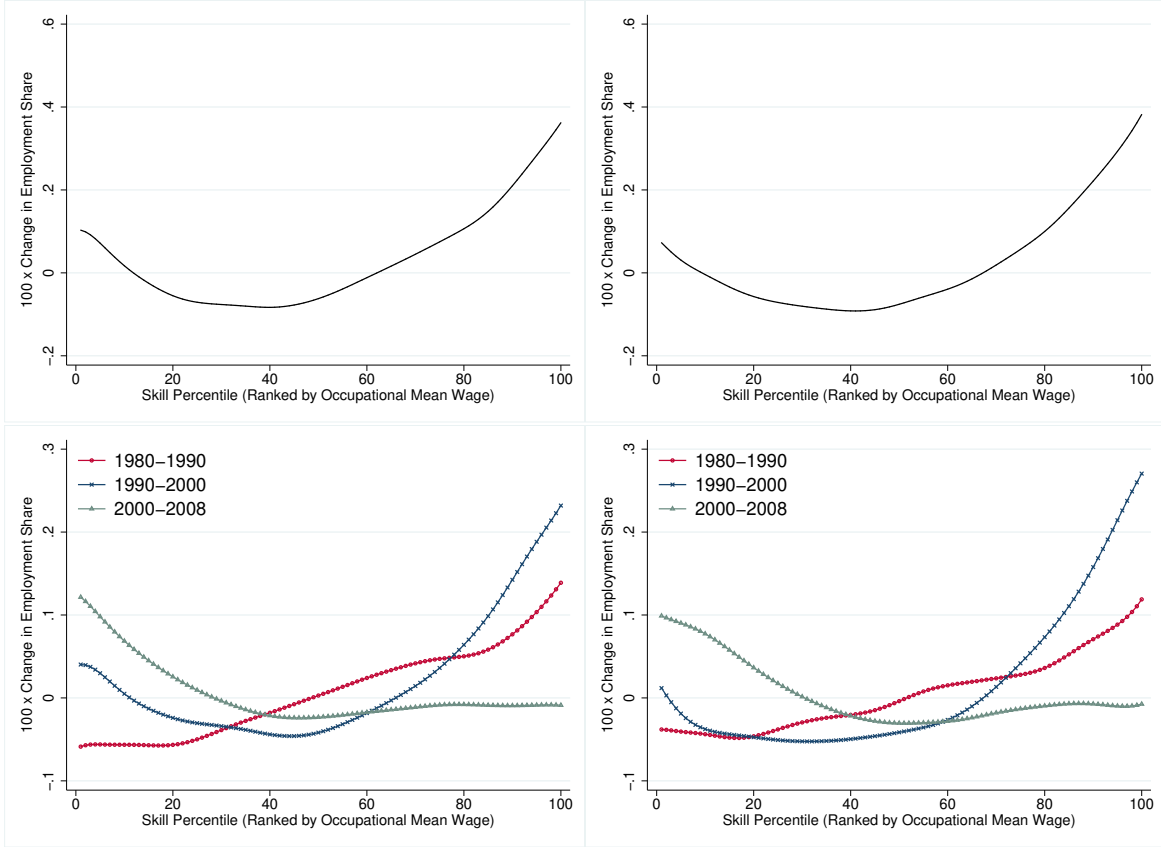 100 x Change in Employment Share
.6
.4
.2
0
−.2
0 20 40 60 80 100
Skill Percentile (Ranked by Occupational Mean Wage)
100 x Change in Employment Share
.6
.4
.2
0
−.2
0 20 40 60 80 100
Skill Percentile (Ranked by Occupational Mean Wage)
100 x Change in Employment Share
.3
.2
.1
0
−.1
1980−1990
1990−2000
2000−2008
0 20 40 60 80 100
Skill Percentile (Ranked by Occupational Mean Wage)
100 x Change in Employment Share
.3
.2
.1
0
−.1
1980−1990
1990−2000
2000−2008
0 20 40 60 80 100
Skill Percentile (Ranked by Occupational Mean Wage)